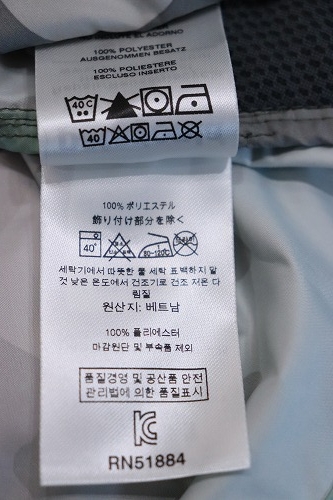 100% POLYESTER
AUSGENOMMEN BESATZ
100% POLIESTERE
ESCLUSO INSERTO
40 C
40
100% ポリエステル
飾り付け部分を除く
40°
80-120°C
세탁기에서 따뜻한 물 세탁 표백하지 말
것 낮은 온도에서 건조기로 건조 저온 다
림질
원산지: 베트남
100% 폴리에스터
마감원단 및 부속품 제외
품질경영 및 공산품 안전
관리법에 의한 품질표시
RN51884